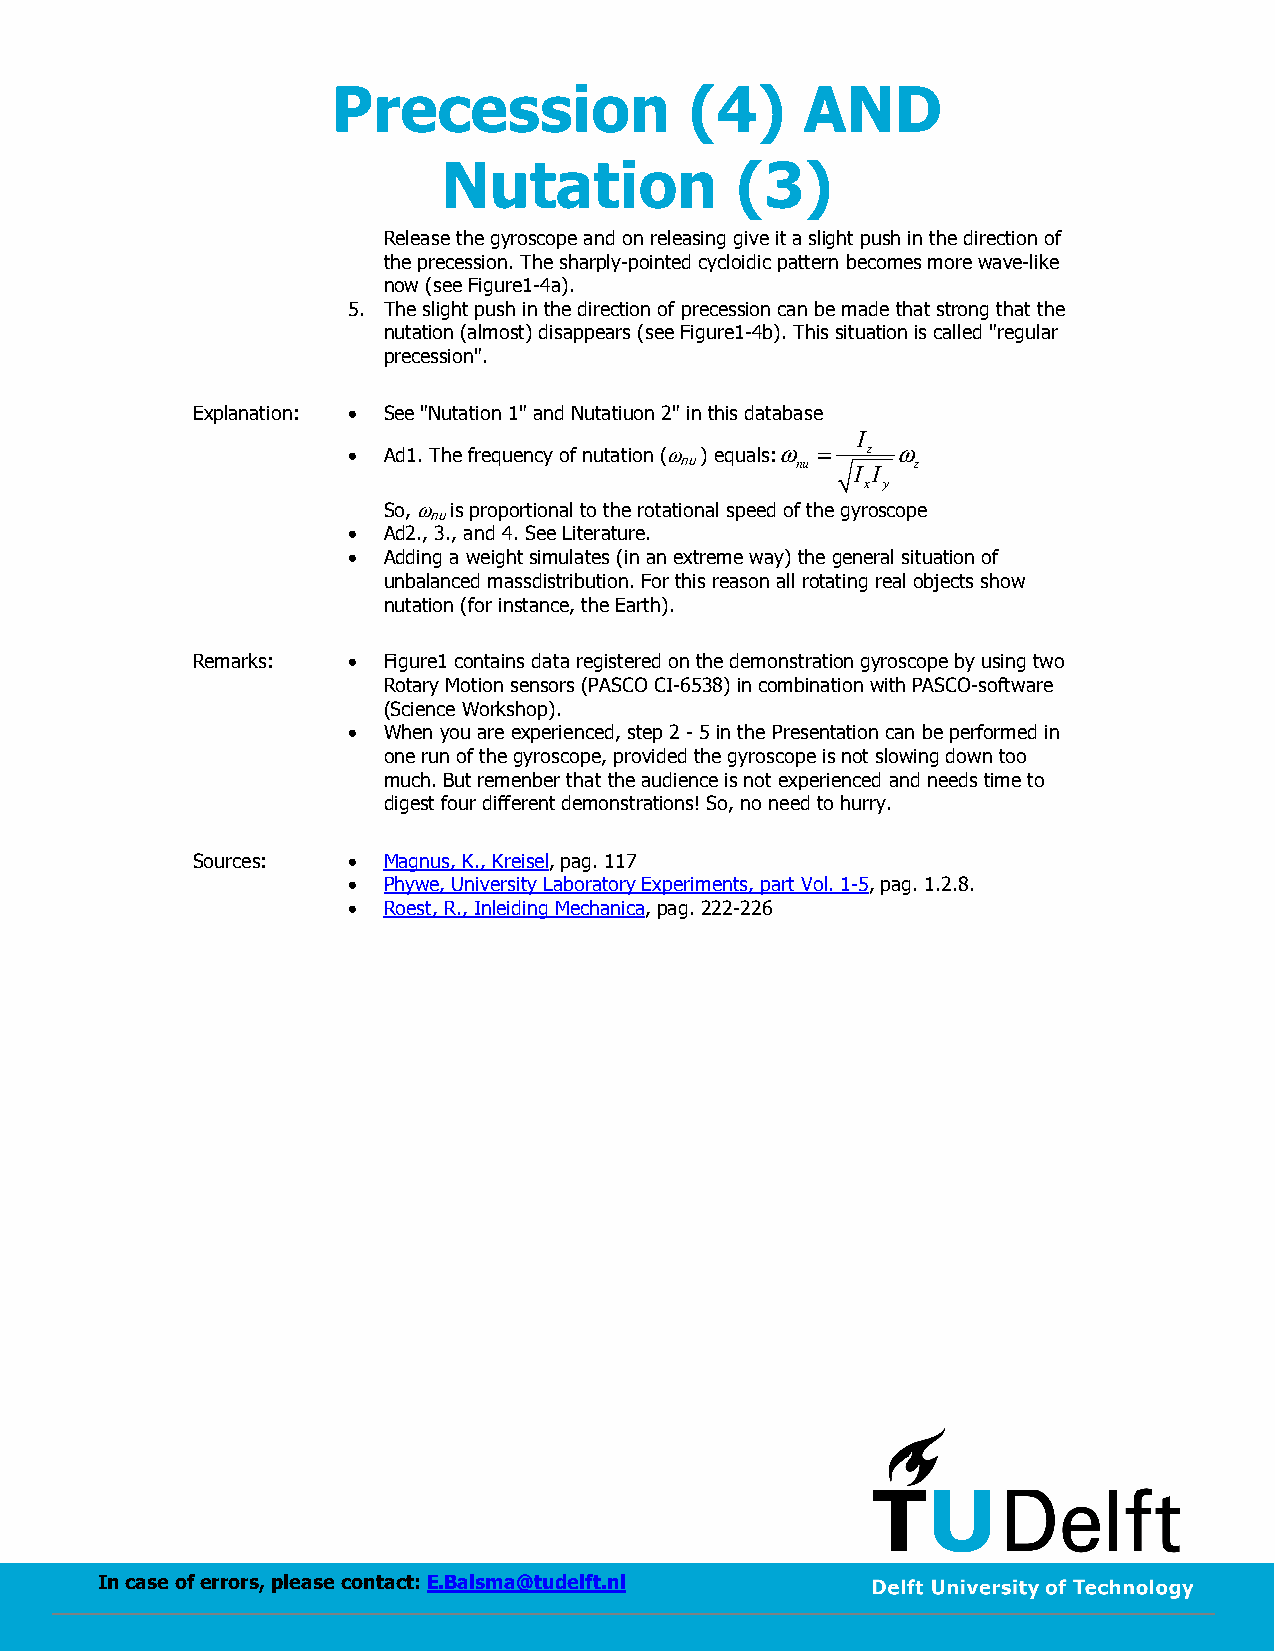 Precession (4) AND
Nutation (3)
Release the gyroscope and on releasing give it a slight push in the direction of
the precession. The sharply-pointed cycloidic pattern becomes more wave-like
now (see Figure1-4a).
5. The slight push in the direction of precession can be made that strong that the
nutation (almost) disappears (see Figure1-4b). This situation is called "regular
precession".
Explanation: • See "Nutation 1" and Nutatiuon 2" in this database
• Ad1. The frequency of nutation (ω_nu) equals: ω_nu = I_z / √(I_x I_y) ω_z
So, ω_nu is proportional to the rotational speed of the gyroscope
• Ad2., 3., and 4. See Literature.
• Adding a weight simulates (in an extreme way) the general situation of
unbalanced massdistribution. For this reason all rotating real objects show
nutation (for instance, the Earth).
Remarks: • Figure1 contains data registered on the demonstration gyroscope by using two
Rotary Motion sensors (PASCO CI-6538) in combination with PASCO-software
(Science Workshop).
• When you are experienced, step 2 - 5 in the Presentation can be performed in
one run of the gyroscope, provided the gyroscope is not slowing down too
much. But remenber that the audience is not experienced and needs time to
digest four different demonstrations! So, no need to hurry.
Sources: • Magnus, K., Kreisel, pag. 117
• Phywe, University Laboratory Experiments, part Vol. 1-5, pag. 1.2.8.
• Roest, R., Inleiding Mechanica, pag. 222-226
TUDelft
In case of errors, please contact: E.Balsma@tudelft.nl
Delft University of Technology